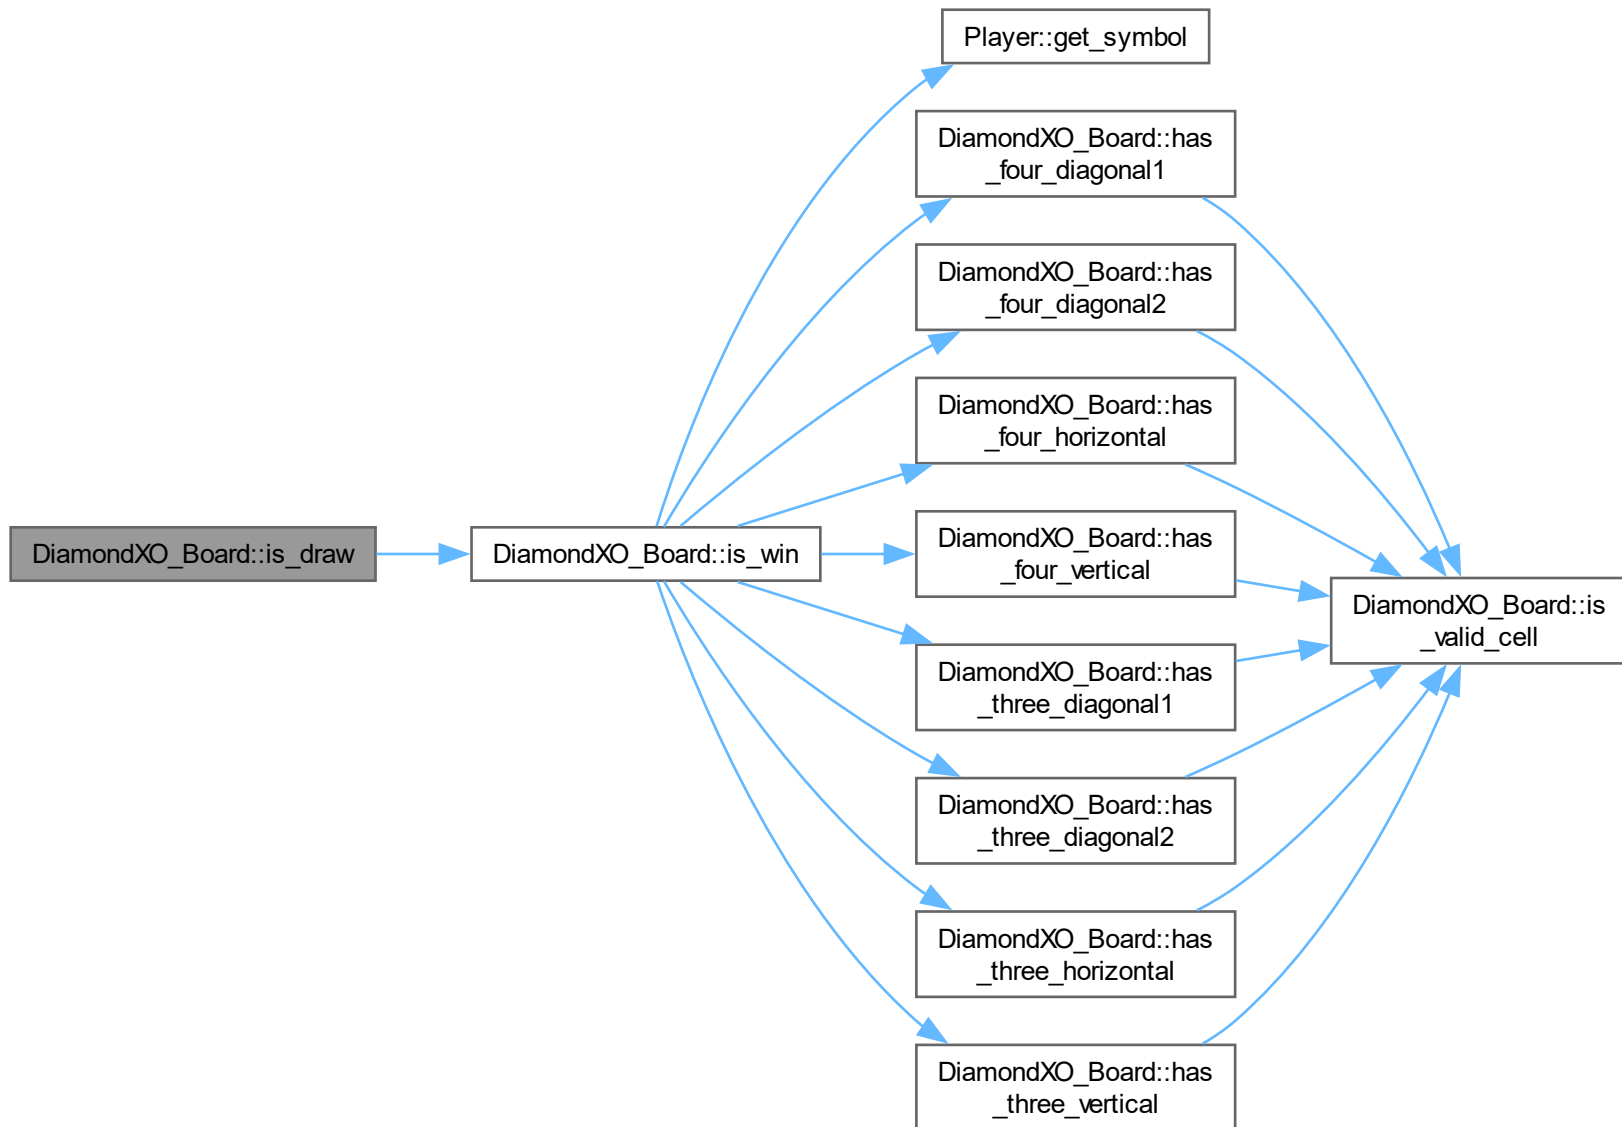 Player::get_symbol
DiamondXO_Board::has
_four_diagonal1
DiamondXO_Board::has
_four_diagonal2
DiamondXO_Board::has
_four_horizontal
DiamondXO_Board::is_draw
DiamondXO_Board::is_win
DiamondXO_Board::has
_four_vertical
DiamondXO_Board::is
_valid_cell
DiamondXO_Board::has
_three_diagonal1
DiamondXO_Board::has
_three_diagonal2
DiamondXO_Board::has
_three_horizontal
DiamondXO_Board::has
_three_vertical